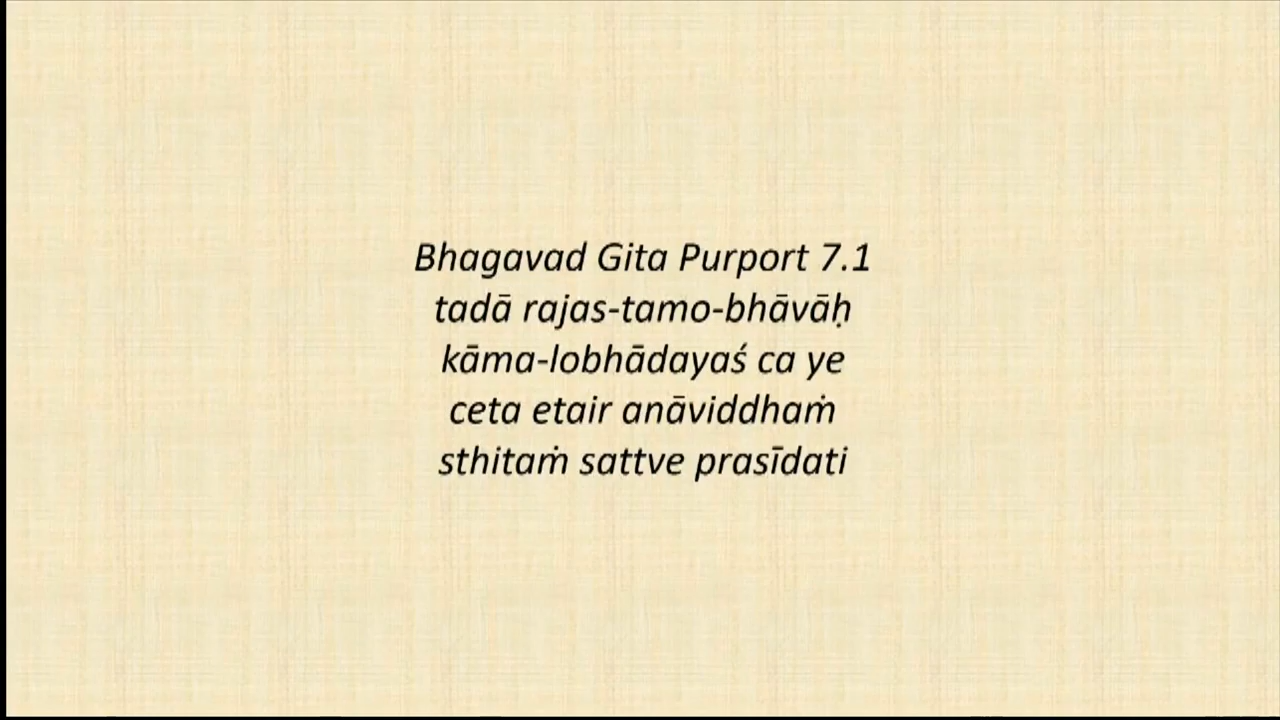 Bhagavad Gita Purport 7.1
tadā rajas-tamo-bhāvāḥ
kāma-lobhādayaś ca ye
ceta etair anāviddhaṁ
sthitaṁ sattve prasīdati